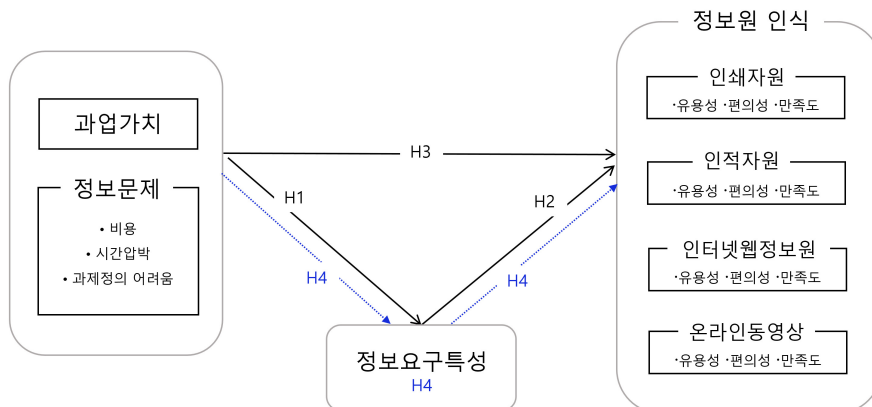 정보원 인식
과업가치
정보문제
• 비용
• 시간압박
• 과제정의 어려움
H3
H1
H2
H4
H4
정보요구특성
H4
인쇄자원
·유용성 ·편의성 ·만족도
인적자원
·유용성 ·편의성 ·만족도
인터넷웹정보원
·유용성 ·편의성 ·만족도
온라인동영상
·유용성 ·편의성 ·만족도